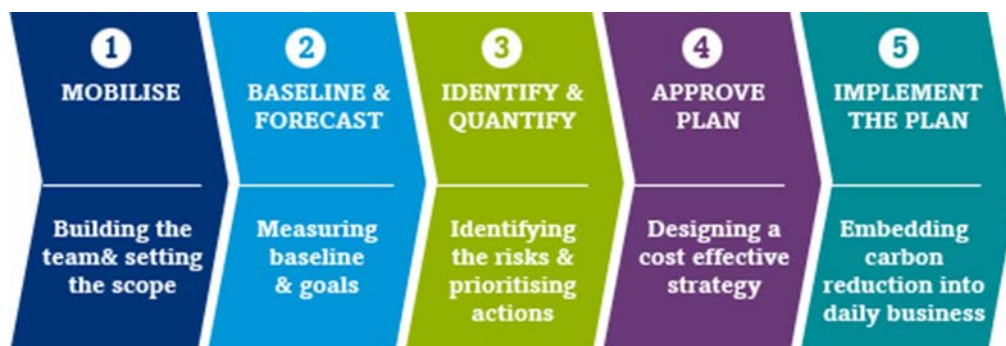 1
MOBILISE
Building the
team& setting
the scope
2
BASELINE &
FORECAST
Measuring
baseline
& goals
3
IDENTIFY &
QUANTIFY
Identifying
the risks &
prioritising
actions
4
APPROVE
PLAN
Designing a
cost effective
strategy
5
IMPLEMENT
THE PLAN
Embedding
carbon
reduction into
daily business